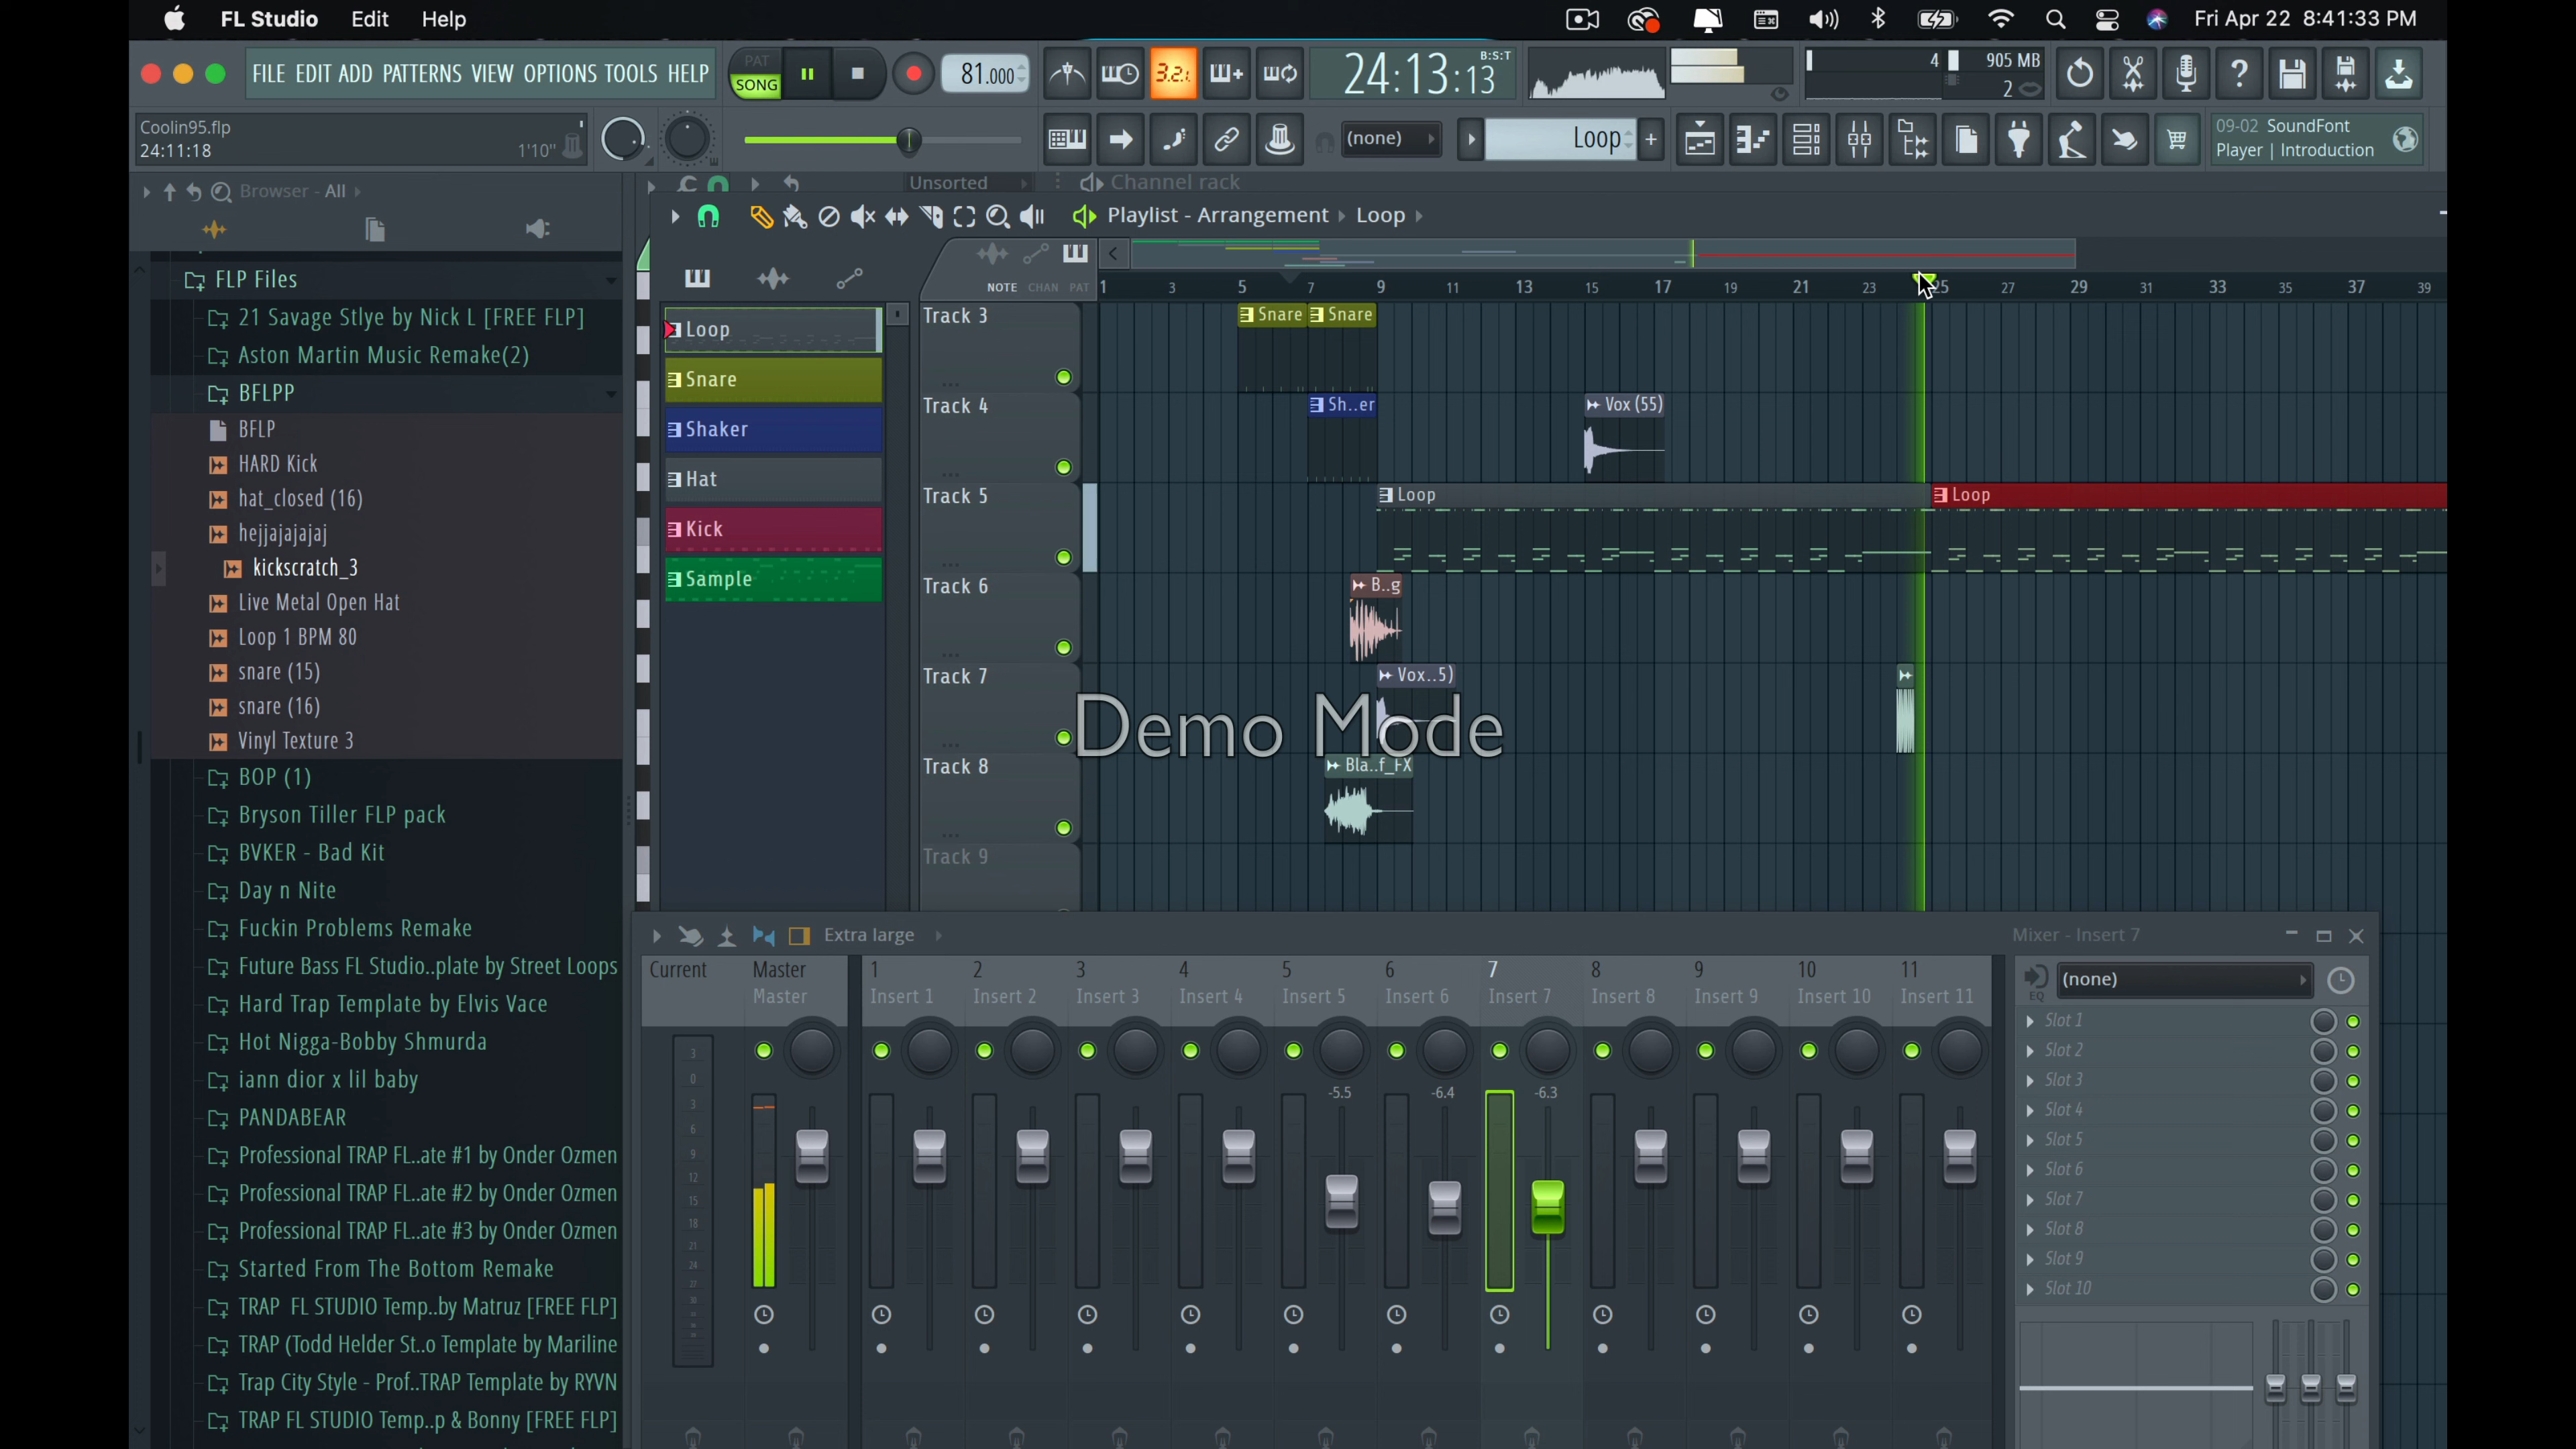 FL Studio Edit Help
Fri Apr 22 8:41:33 PM
FILE EDIT ADD PATTERNS VIEW OPTIONS TOOLS HELP
PAT
SONG
81.000
3.2.1
24:13:13
B:S:T
4
905 MB
2
Coolin95.flp
24:11:18
1'10"
(none)
Loop
09-02 SoundFont
Player | Introduction
Browser - All
Unsorted
Channel rack
Playlist - Arrangement
Loop
NOTE CHAN PAT
1 3 5 7 9 11 13 15 17 19 21 23 25 27 29 31 33 35 37 39
FLP Files
21 Savage Stlye by Nick L [FREE FLP]
Aston Martin Music Remake(2)
BFLPP
BFLP
HARD Kick
hat_closed (16)
hejjajajajaj
kickscratch_3
Live Metal Open Hat
Loop 1 BPM 80
snare (15)
snare (16)
Vinyl Texture 3
BOP (1)
Bryson Tiller FLP pack
BVKER - Bad Kit
Day n Nite
Fuckin Problems Remake
Future Bass FL Studio..plate by Street Loops
Hard Trap Template by Elvis Vace
Hot Nigga-Bobby Shmurda
iann dior x lil baby
PANDABEAR
Professional TRAP FL..ate #1 by Onder Ozmen
Professional TRAP FL..ate #2 by Onder Ozmen
Professional TRAP FL..ate #3 by Onder Ozmen
Started From The Bottom Remake
TRAP FL STUDIO Temp..by Matruz [FREE FLP]
TRAP (Todd Helder St..o Template by Mariline
Trap City Style - Prof..TRAP Template by RYVN
TRAP FL STUDIO Temp..p & Bonny [FREE FLP]
Loop
Snare
Shaker
Hat
Kick
Sample
Track 3
Snare
Snare
Track 4
Sh..er
Vox (55)
Track 5
Loop
Loop
Track 6
B..g
Track 7
Vox..5)
Demo Mode
Track 8
Bla..f_FX
Track 9
Extra large
Mixer - Insert 7
Current
Master
1 2 3 4 5 6 7 8 9 10 11
Master
Insert 1
Insert 2
Insert 3
Insert 4
Insert 5
Insert 6
Insert 7
Insert 8
Insert 9
Insert 10
Insert 11
-5.5
-6.4
-6.3
3
0
3
6
9
12
15
18
21
24
27
30
EQ
(none)
Slot 1
Slot 2
Slot 3
Slot 4
Slot 5
Slot 6
Slot 7
Slot 8
Slot 9
Slot 10